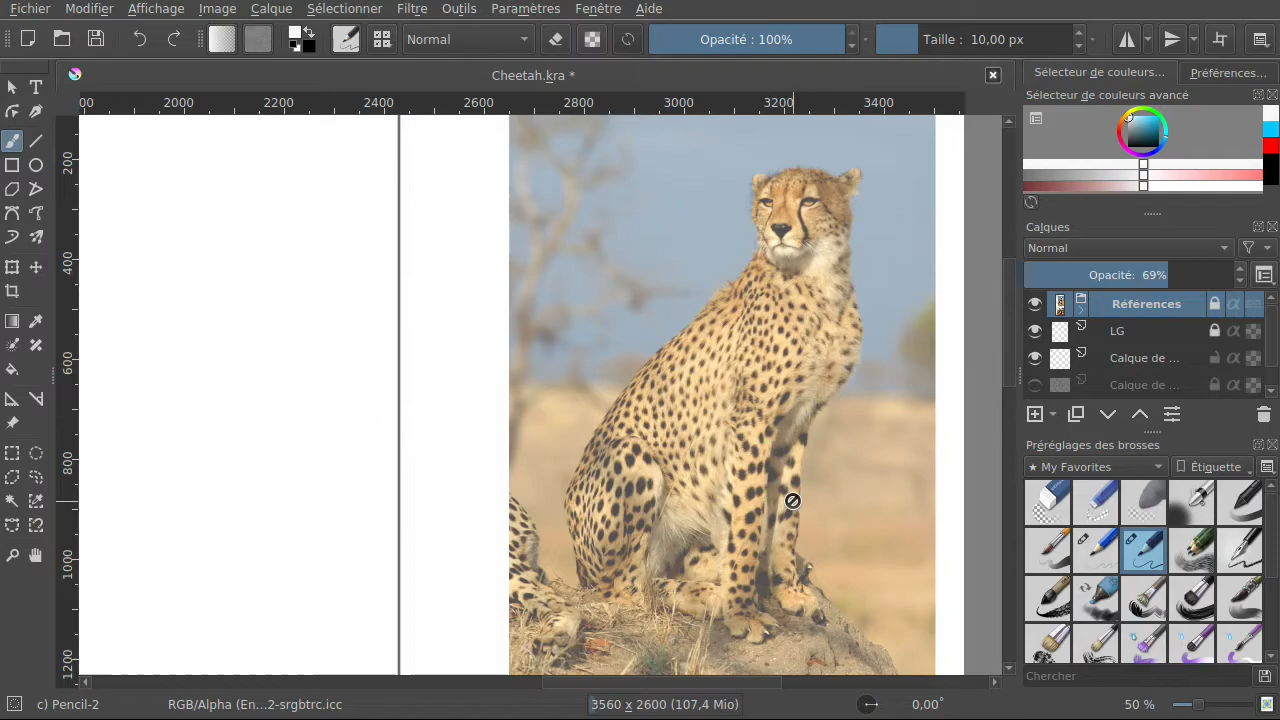 Fichier Modifier Affichage Image Calque Sélectionner Filtre Outils Paramètres Fenêtre Aide
Normal Opacité : 100% Taille : 10,00 px
Cheetah.kra *
Sélecteur de couleurs... Préférences...
Sélecteur de couleurs avancé
00 2000 2200 2400 2600 2800 3000 3200 3400
200
400
600
800
1000
1200
Calques
Normal
Opacité: 69%
Références
LG
Calque de ...
Calque de ...
Préréglages des brosses
★ My Favorites Étiquette
Chercher
c) Pencil-2 RGB/Alpha (En...2-srgbtrc.icc 3560 x 2600 (107,4 Mio) 0,00° 50 %